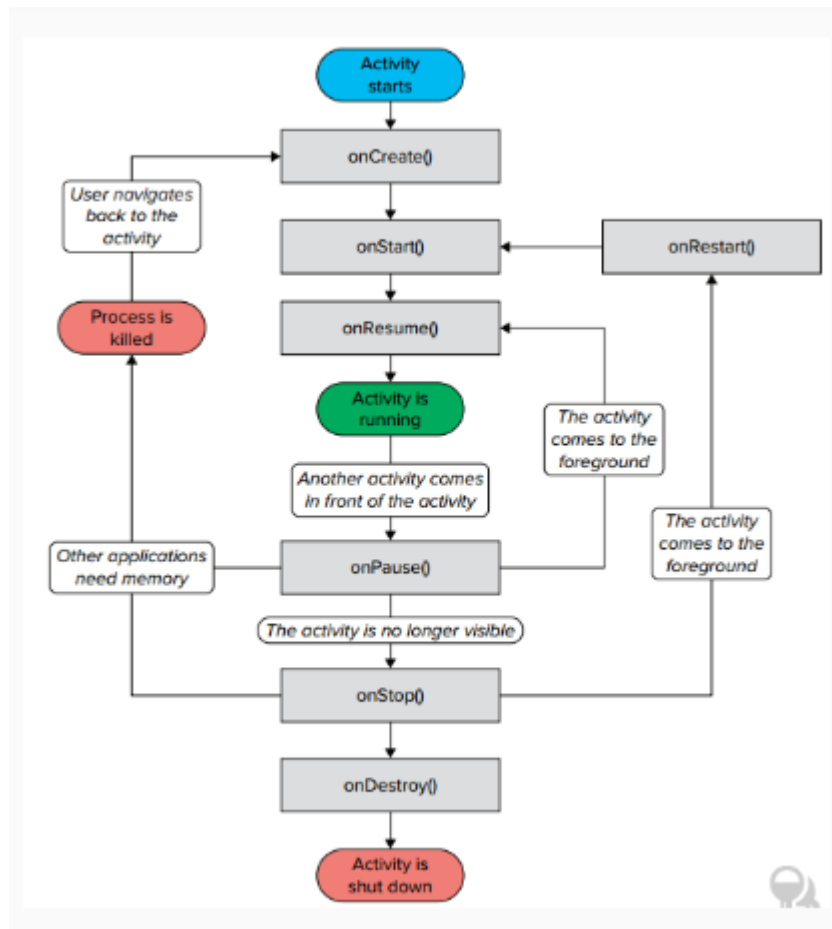 Activity
starts
onCreate()
User navigates
back to the
activity
onStart()
onRestart()
Process is
killed
onResume()
Activity is
running
The activity
comes to the
foreground
Another activity comes
in front of the activity
The activity
comes to the
foreground
Other applications
need memory
onPause()
The activity is no longer visible
onStop()
onDestroy()
Activity is
shut down